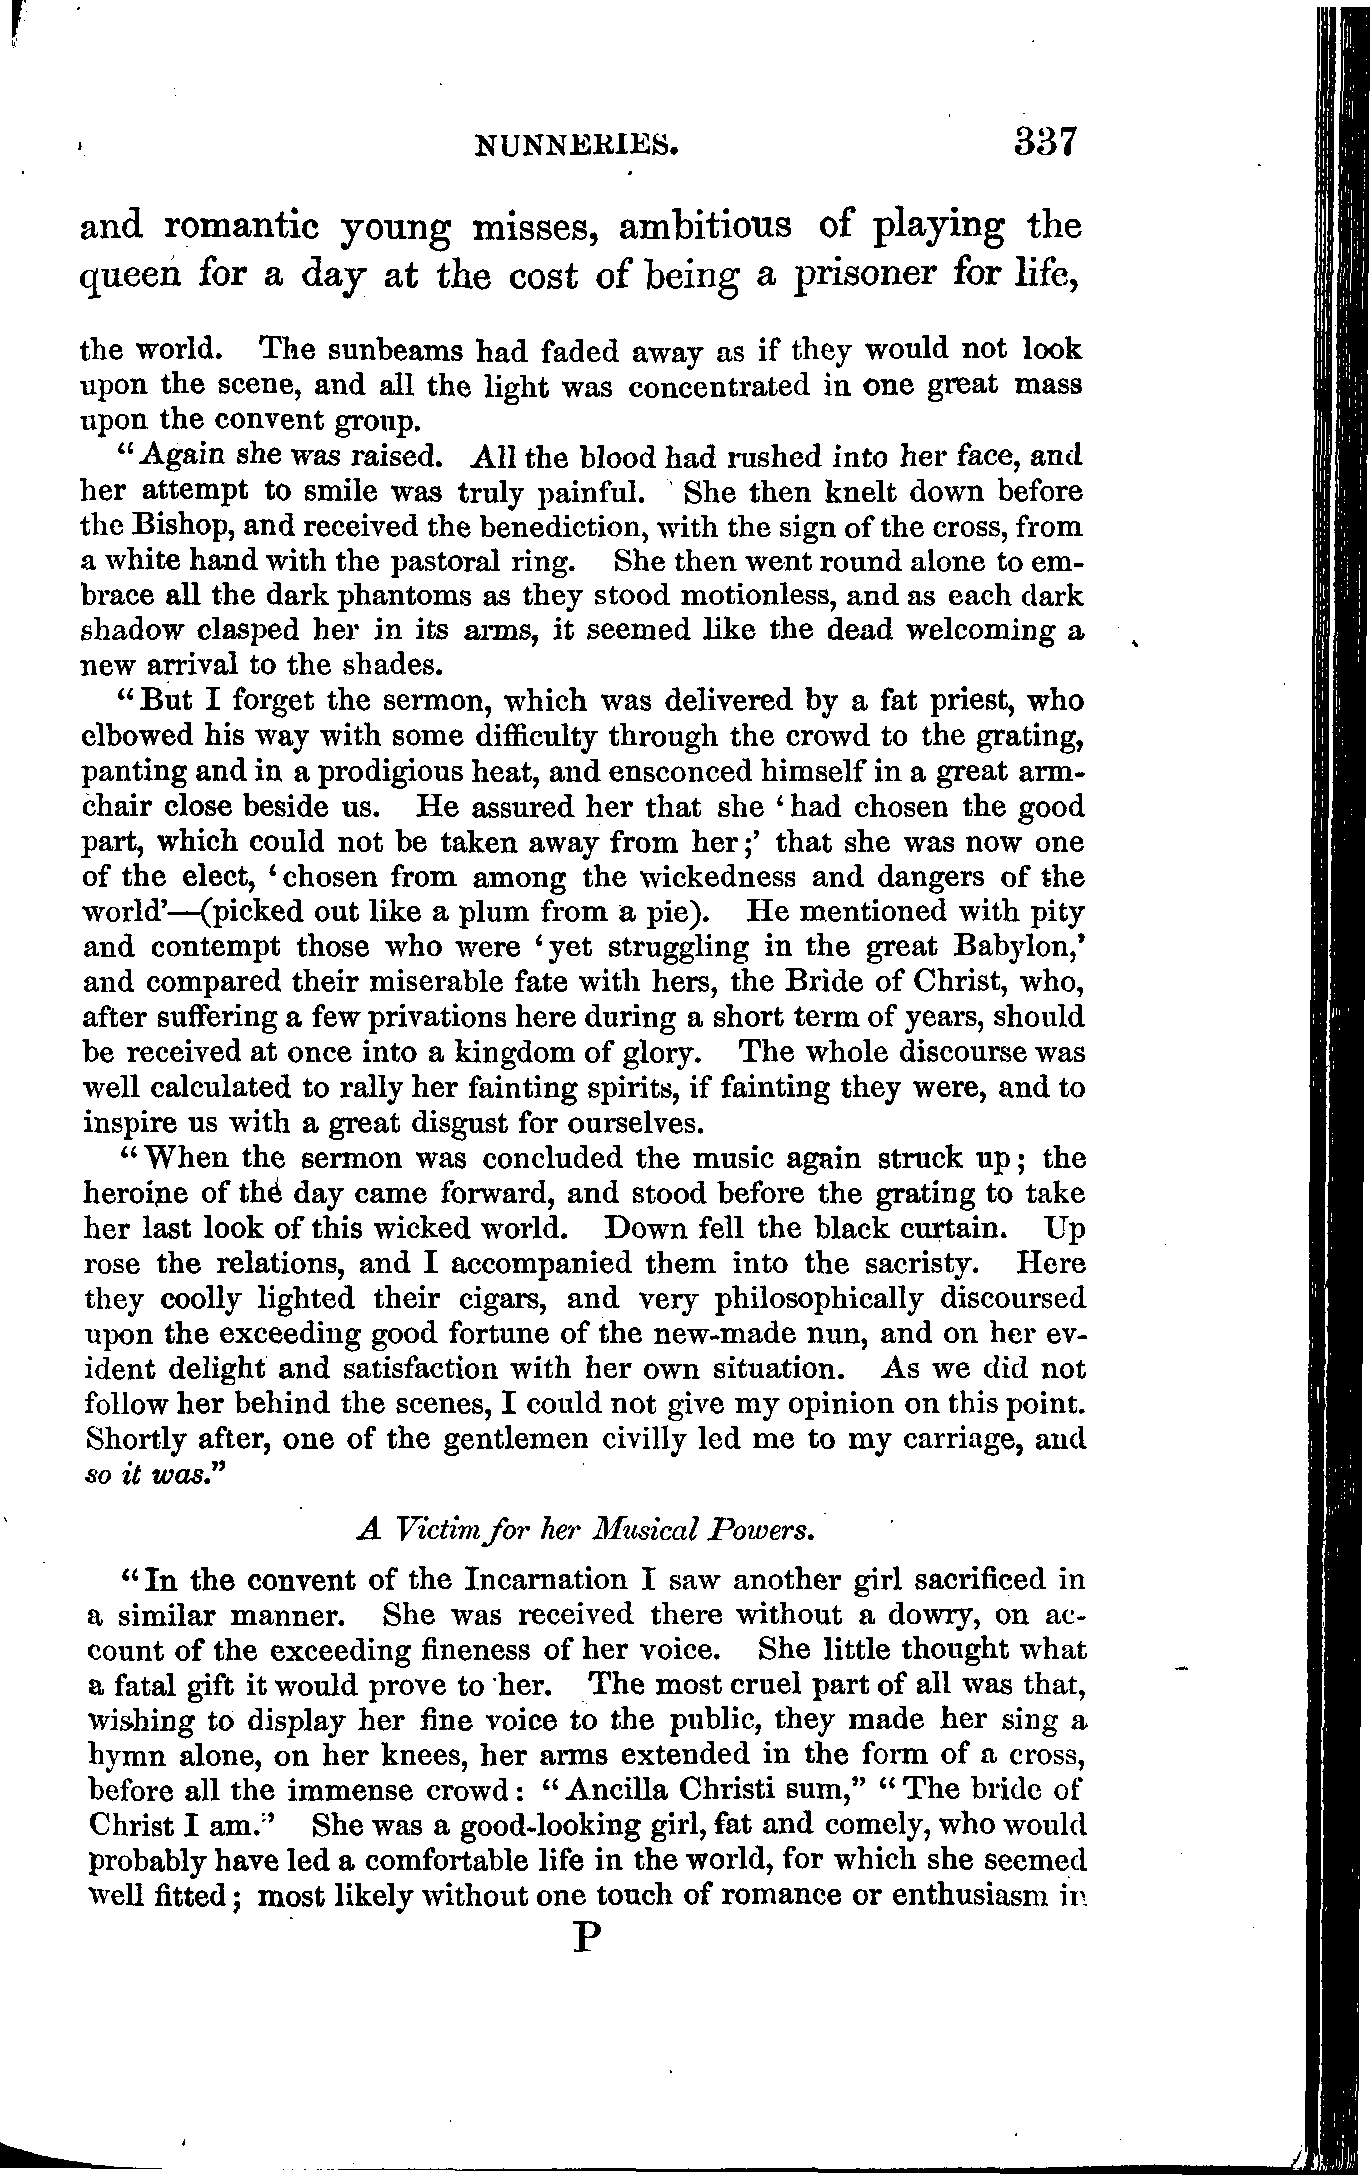 NUNNERIES. 337
and romantic young misses, ambitious of playing the
queen for a day at the cost of being a prisoner for life,
the world. The sunbeams had faded away as if they would not look
upon the scene, and all the light was concentrated in one great mass
upon the convent group.
“Again she was raised. All the blood had rushed into her face, and
her attempt to smile was truly painful. She then knelt down before
the Bishop, and received the benediction, with the sign of the cross, from
a white hand with the pastoral ring. She then went round alone to em-
brace all the dark phantoms as they stood motionless, and as each dark
shadow clasped her in its arms, it seemed like the dead welcoming a
new arrival to the shades.
“But I forget the sermon, which was delivered by a fat priest, who
elbowed his way with some difficulty through the crowd to the grating,
panting and in a prodigious heat, and ensconced himself in a great arm-
chair close beside us. He assured her that she ‘had chosen the good
part, which could not be taken away from her;’ that she was now one
of the elect, ‘chosen from among the wickedness and dangers of the
world’—(picked out like a plum from a pie). He mentioned with pity
and contempt those who were ‘yet struggling in the great Babylon,’
and compared their miserable fate with hers, the Bride of Christ, who,
after suffering a few privations here during a short term of years, should
be received at once into a kingdom of glory. The whole discourse was
well calculated to rally her fainting spirits, if fainting they were, and to
inspire us with a great disgust for ourselves.
“When the sermon was concluded the music again struck up; the
heroine of the day came forward, and stood before the grating to take
her last look of this wicked world. Down fell the black curtain. Up
rose the relations, and I accompanied them into the sacristy. Here
they coolly lighted their cigars, and very philosophically discoursed
upon the exceeding good fortune of the new-made nun, and on her ev-
ident delight and satisfaction with her own situation. As we did not
follow her behind the scenes, I could not give my opinion on this point.
Shortly after, one of the gentlemen civilly led me to my carriage, and
so it was.”
A Victim for her Musical Powers.
“In the convent of the Incarnation I saw another girl sacrificed in
a similar manner. She was received there without a dowry, on ac-
count of the exceeding fineness of her voice. She little thought what
a fatal gift it would prove to her. The most cruel part of all was that,
wishing to display her fine voice to the public, they made her sing a
hymn alone, on her knees, her arms extended in the form of a cross,
before all the immense crowd: “Ancilla Christi sum,” “The bride of
Christ I am.” She was a good-looking girl, fat and comely, who would
probably have led a comfortable life in the world, for which she seemed
well fitted; most likely without one touch of romance or enthusiasm in
P